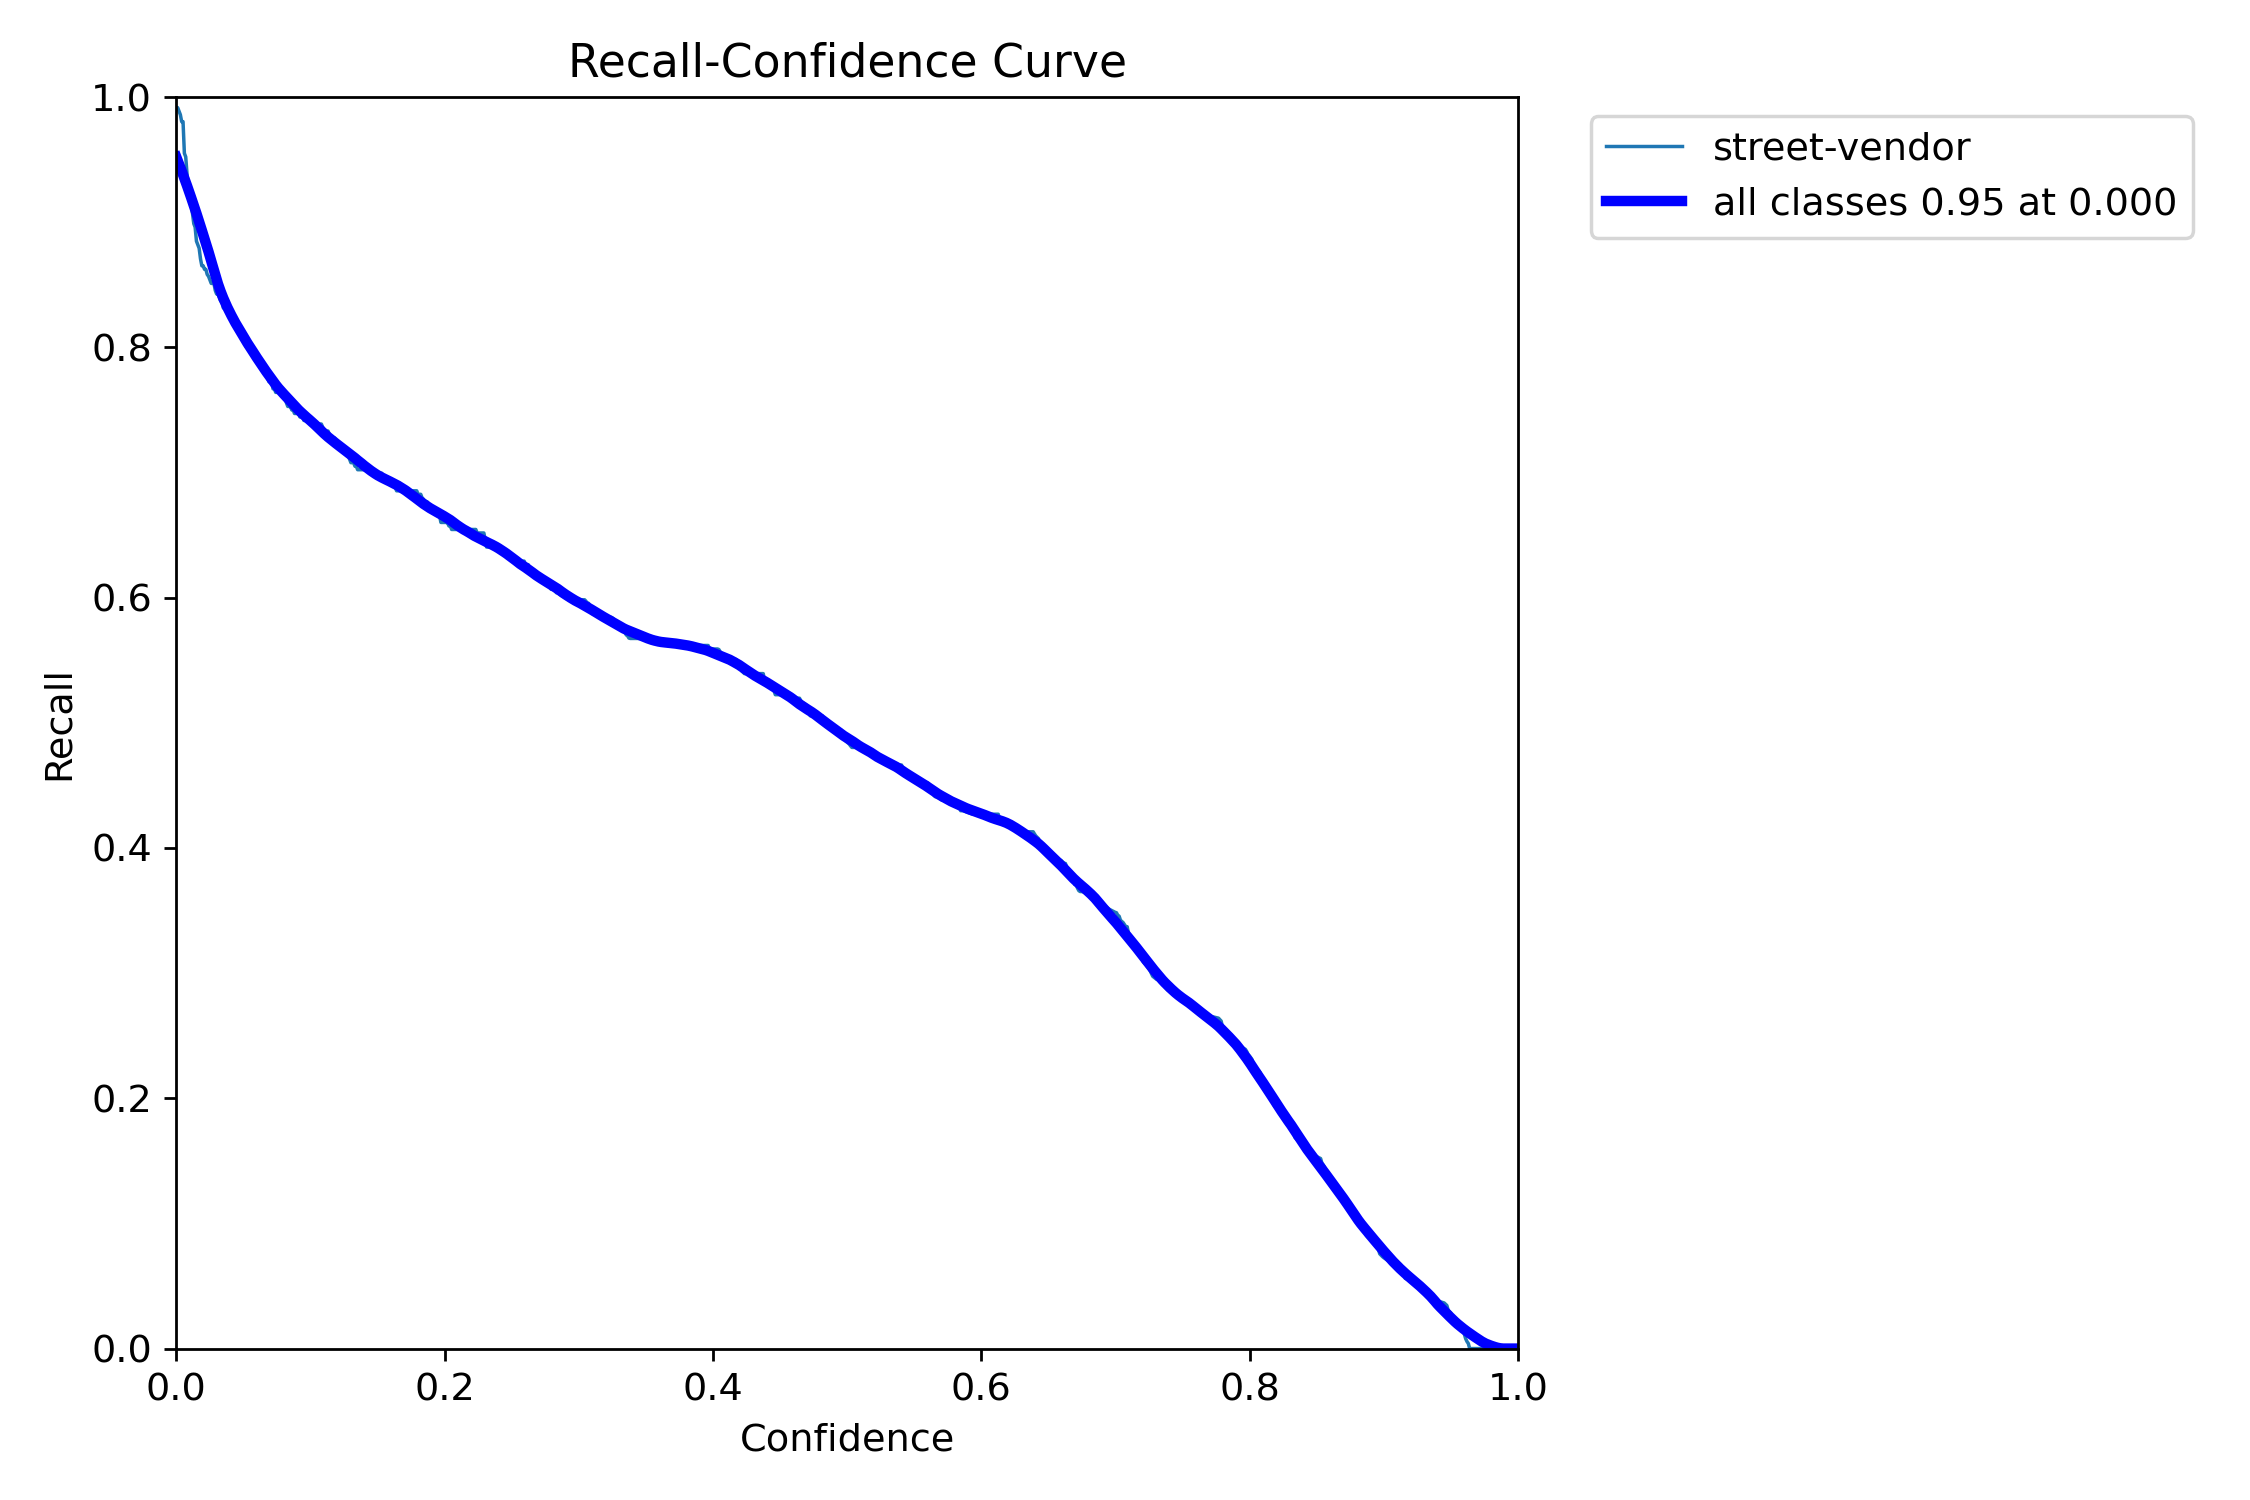 Recall-Confidence Curve
1.0
0.8
0.6
0.4
0.2
0.0
Recall
0.0 0.2 0.4 0.6 0.8 1.0
Confidence
street-vendor
all classes 0.95 at 0.000